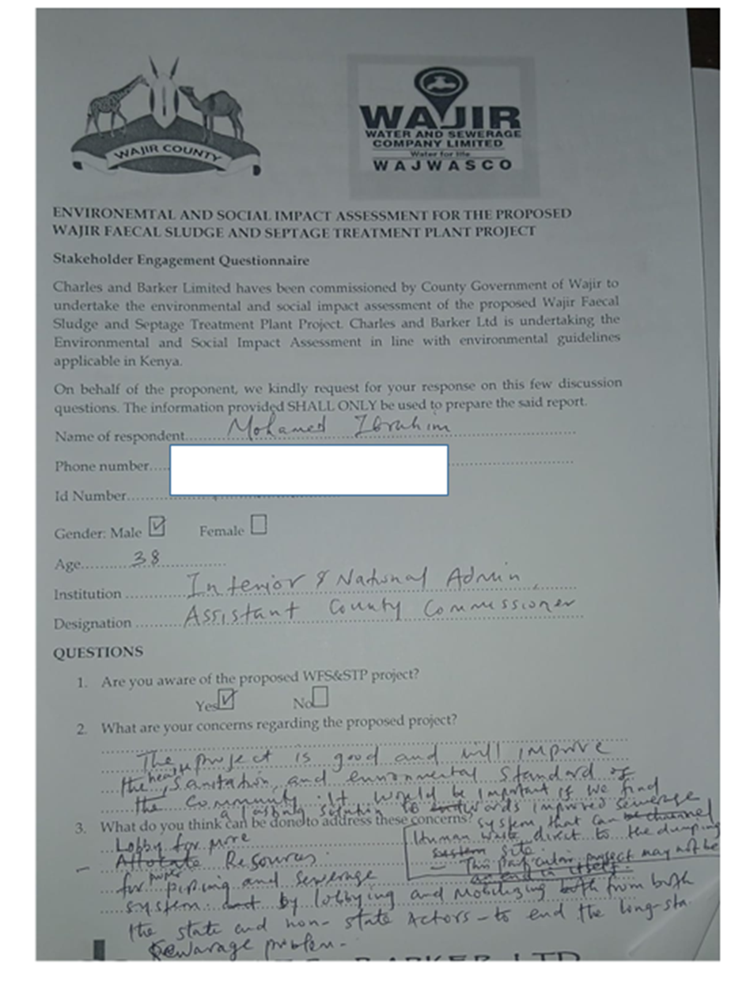 WAJIR COUNTY
WAJIR
WATER AND SEWERAGE
COMPANY LIMITED
Water for life
WAJWASCO
ENVIRONEMTAL AND SOCIAL IMPACT ASSESSMENT FOR THE PROPOSED
WAJIR FAECAL SLUDGE AND SEPTAGE TREATMENT PLANT PROJECT
Stakeholder Engagement Questionnaire
Charles and Barker Limited haves been commissioned by County Government of Wajir to
undertake the environmental and social impact assessment of the proposed Wajir Faecal
Sludge and Septage Treatment Plant Project. Charles and Barker Ltd is undertaking the
Environmental and Social Impact Assessment in line with environmental guidelines
applicable in Kenya.
On behalf of the proponent, we kindly request for your response on this few discussion
questions. The information provided SHALL ONLY be used to prepare the said report.
Name of respondent.... Mohamed Ibrahim
Phone number.....
Id Number.....
Gender: Male ☑ Female ☐
Age..... 38
Institution ..... Interior & National Admin
Designation ..... Assistant County Commissioner
QUESTIONS
1. Are you aware of the proposed WFS&STP project?
Yes ☑ No ☐
2. What are your concerns regarding the proposed project?
The project is good and will improve
the health, sanitation, and environmental standard of
the community. It would be important if we find
a lasting solution to towards improved sewerage
3. What do you think can be done to address these concerns?
system that can be channel
Human waste direct to the dumping
system site.
- This particular project may not be
an end in itself.
Lobby for more
- Allocate Resources
for proper pipping and sewerage
system. by lobbying and mobilizing both from both
the state and non-state Actors - to end the long-sta
sewarage problem-
BARKER LTD